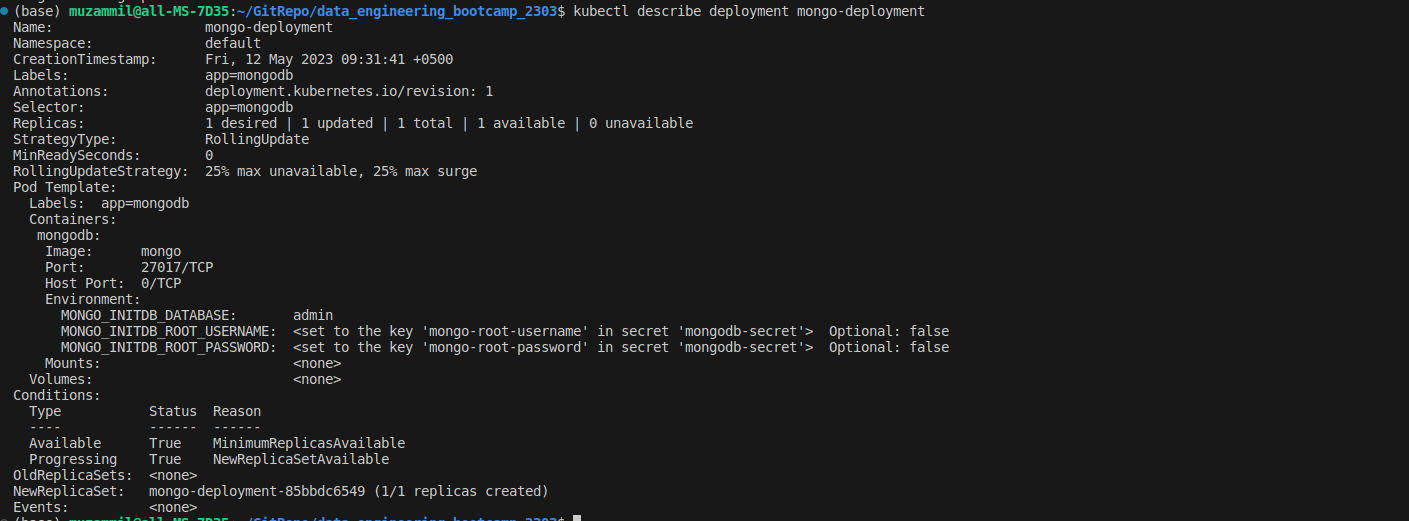 (base) muzammil@all-MS-7D35:~/GitRepo/data_engineering_bootcamp_2303$ kubectl describe deployment mongo-deployment
Name:                   mongo-deployment
Namespace:              default
CreationTimestamp:      Fri, 12 May 2023 09:31:41 +0500
Labels:                 app=mongodb
Annotations:            deployment.kubernetes.io/revision: 1
Selector:               app=mongodb
Replicas:               1 desired | 1 updated | 1 total | 1 available | 0 unavailable
StrategyType:           RollingUpdate
MinReadySeconds:        0
RollingUpdateStrategy:  25% max unavailable, 25% max surge
Pod Template:
  Labels:  app=mongodb
  Containers:
   mongodb:
    Image:      mongo
    Port:       27017/TCP
    Host Port:  0/TCP
    Environment:
      MONGO_INITDB_DATABASE:       admin
      MONGO_INITDB_ROOT_USERNAME:  <set to the key 'mongo-root-username' in secret 'mongodb-secret'>  Optional: false
      MONGO_INITDB_ROOT_PASSWORD:  <set to the key 'mongo-root-password' in secret 'mongodb-secret'>  Optional: false
    Mounts:                        <none>
  Volumes:                         <none>
Conditions:
  Type           Status  Reason
  ----           ------  ------
  Available      True    MinimumReplicasAvailable
  Progressing    True    NewReplicaSetAvailable
OldReplicaSets:  <none>
NewReplicaSet:   mongo-deployment-85bbdc6549 (1/1 replicas created)
Events:          <none>
(base) muzammil@all-MS-7D35:~/GitRepo/data_engineering_bootcamp_2303$